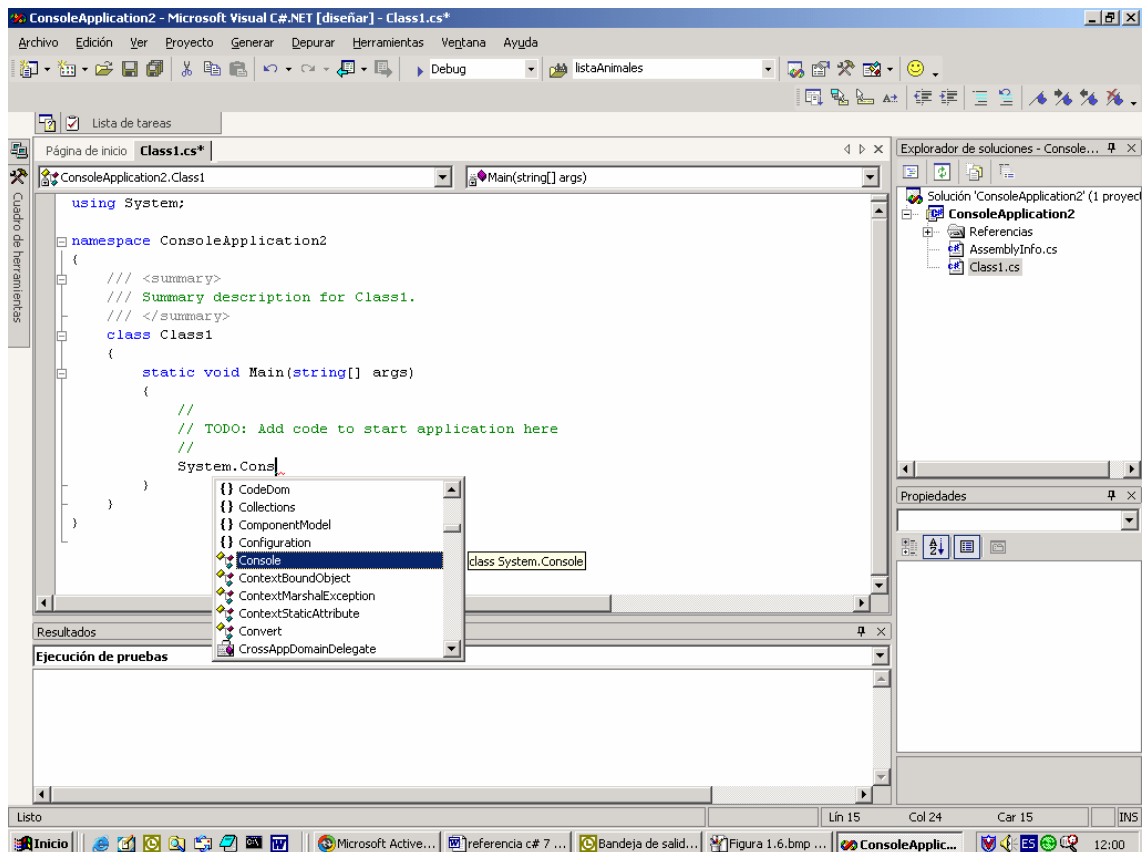 ConsoleApplication2 - Microsoft Visual C#.NET [diseñar] - Class1.cs*
Archivo Edición Ver Proyecto Generar Depurar Herramientas Ventana Ayuda
Debug listaAnimales
Lista de tareas
Página de inicio Class1.cs*
ConsoleApplication2.Class1 Main(string[] args)
Cuadro de herramientas
using System;
namespace ConsoleApplication2
{
/// <summary>
/// Summary description for Class1.
/// </summary>
class Class1
{
static void Main(string[] args)
{
//
// TODO: Add code to start application here
//
System.Cons
}
}
}
{} CodeDom
{} Collections
{} ComponentModel
{} Configuration
Console
ContextBoundObject
ContextMarshalException
ContextStaticAttribute
Convert
CrossAppDomainDelegate
class System.Console
Explorador de soluciones - Console...
Solución 'ConsoleApplication2' (1 proyec
ConsoleApplication2
Referencias
AssemblyInfo.cs
Class1.cs
Propiedades
Resultados
Ejecución de pruebas
Listo Lín 15 Col 24 Car 15 INS
Inicio Microsoft Active... referencia c# 7 ... Bandeja de salid... Figura 1.6.bmp ... ConsoleApplic... ES 12:00